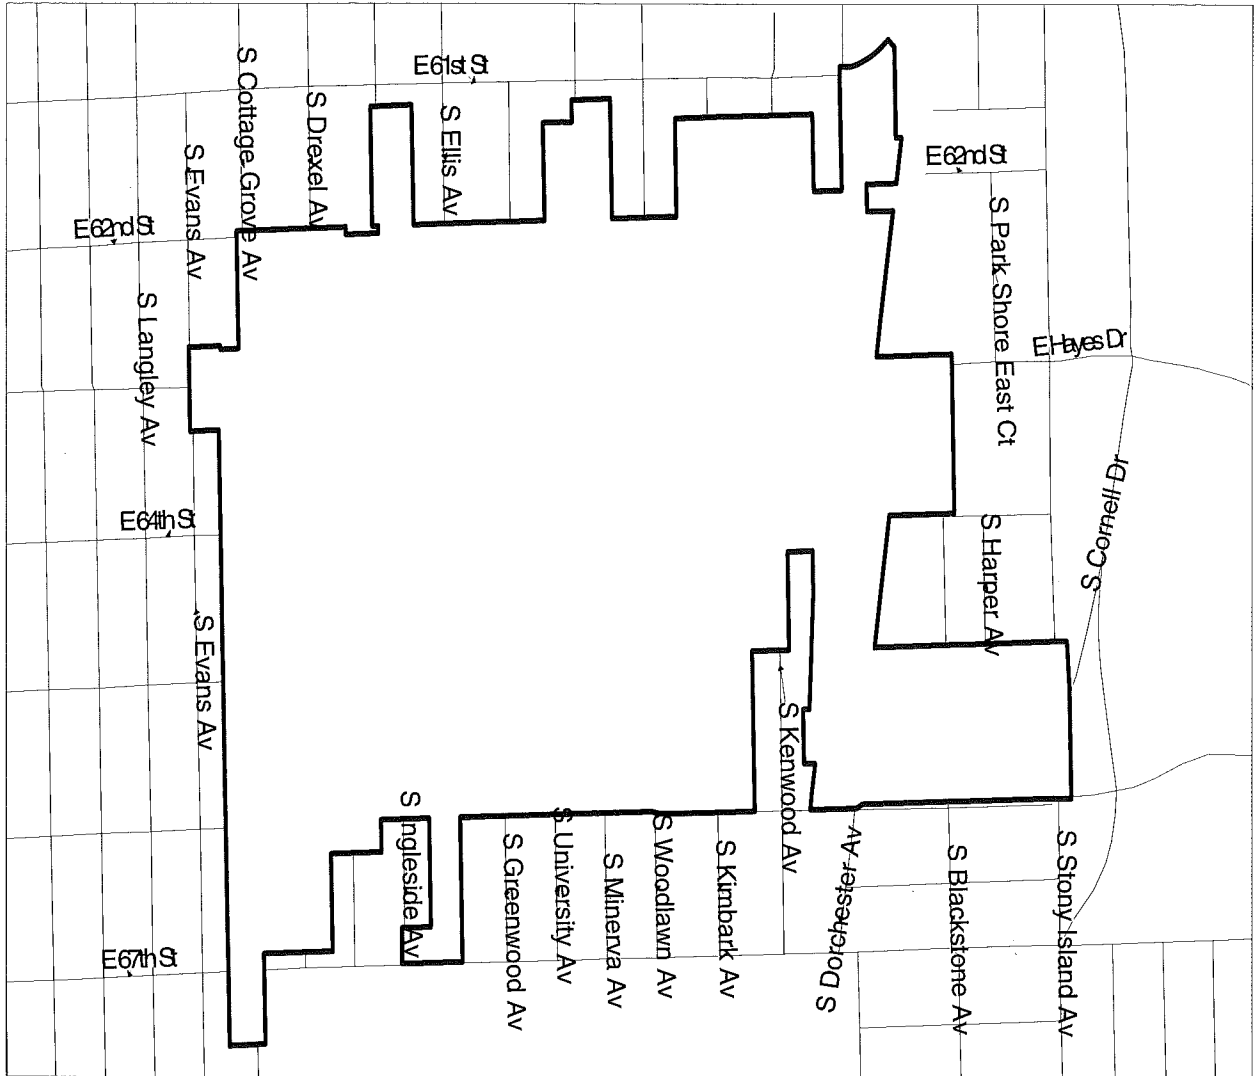 E 61st St
S Cottage Grove Av
S Drexel Av
S Ellis Av
S Evans Av
E 62nd St
E 62nd St
S Park Shore East Ct
S Langley Av
E Hayes Dr
S Cornell Dr
E 64th St
S Harper Av
S Evans Av
S Kenwood Av
S Ingleside Av
S Greenwood Av
S University Av
S Minerva Av
S Woodlawn Av
S Kimbark Av
S Dorchester Av
S Blackstone Av
S Stony Island Av
E 67th St